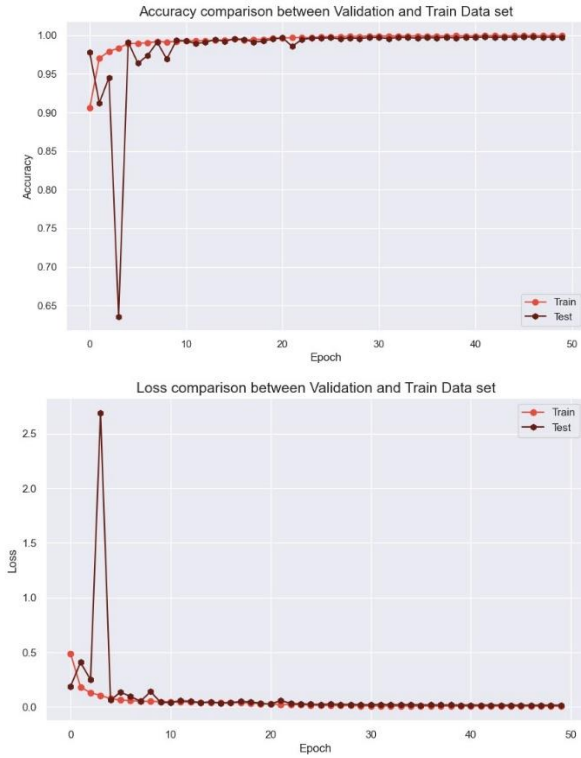 Accuracy comparison between Validation and Train Data set
1.00
0.95
0.90
0.85
0.80
0.75
0.70
0.65
Accuracy
Train
Test
0 10 20 30 40 50
Epoch
Loss comparison between Validation and Train Data set
Train
Test
2.5
2.0
1.5
1.0
0.5
0.0
Loss
0 10 20 30 40 50
Epoch